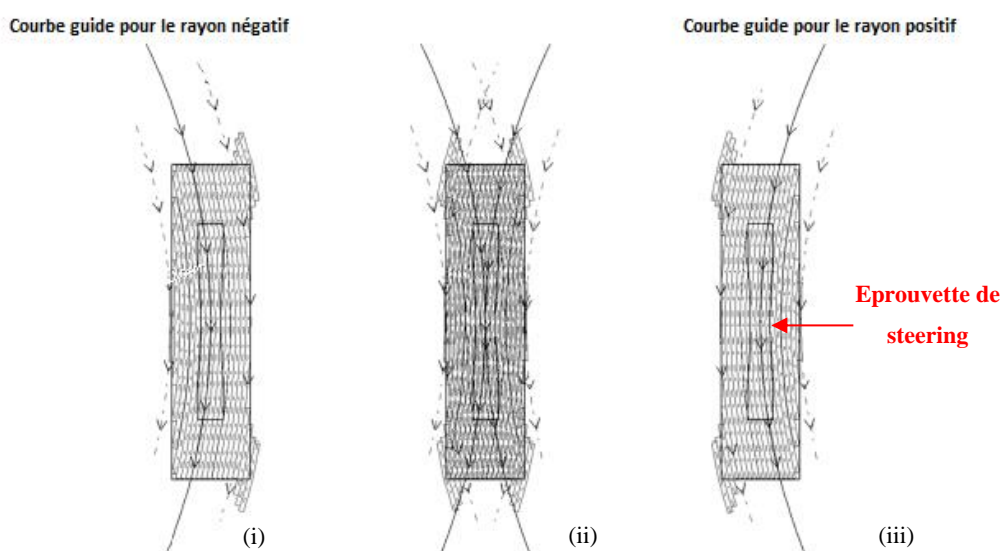 Courbe guide pour le rayon négatif
Courbe guide pour le rayon positif
Eprouvette de
steering
(i)
(ii)
(iii)